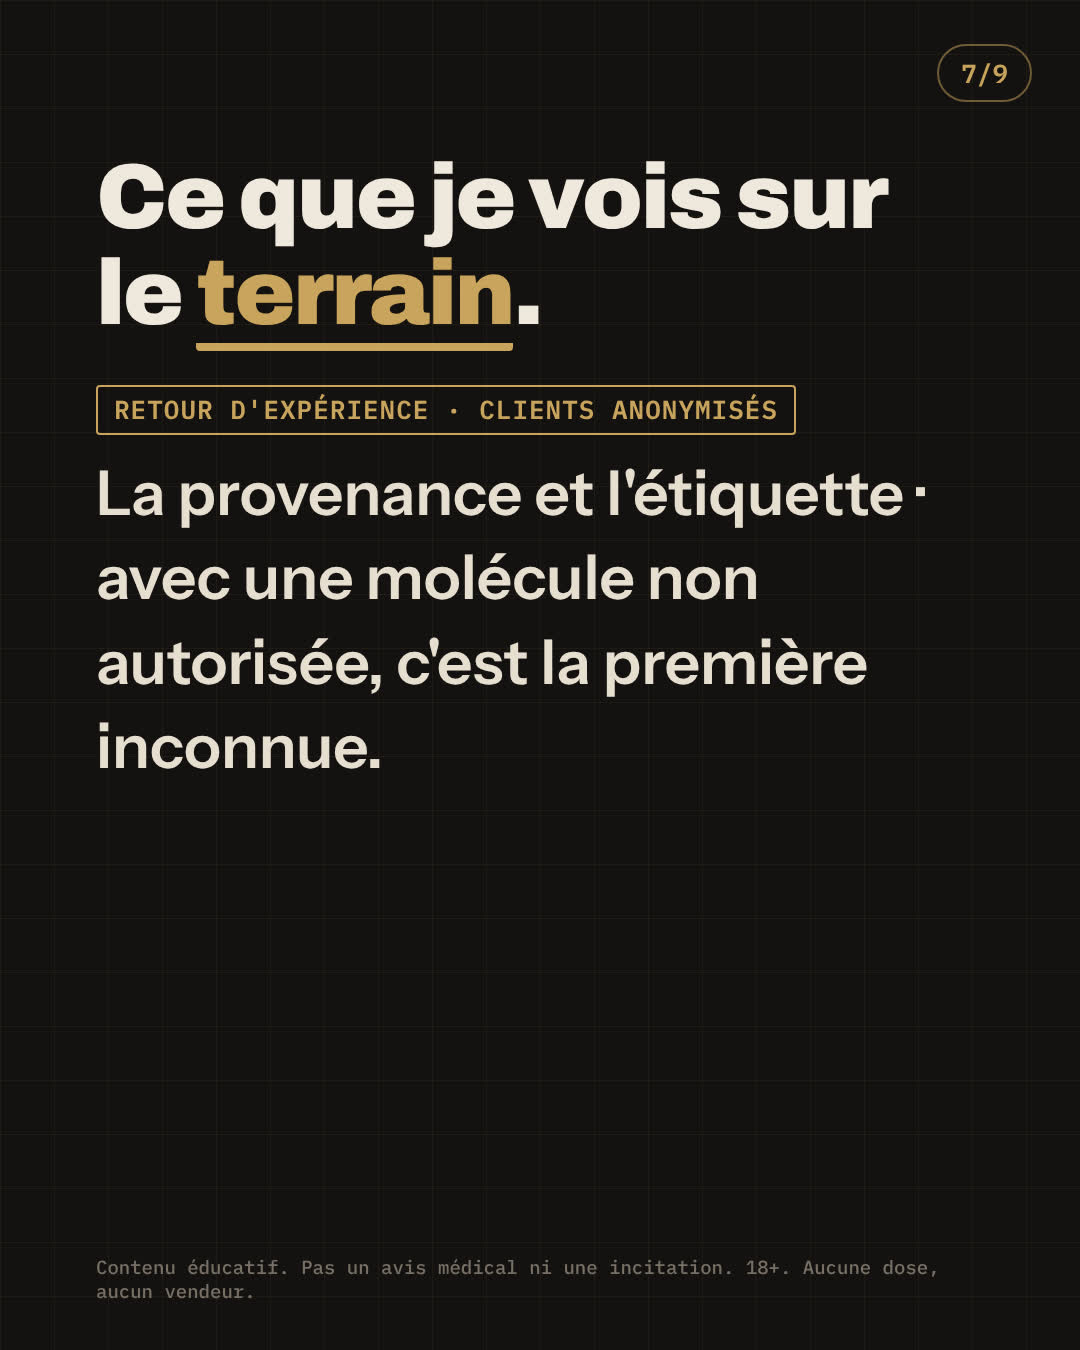 7/9
Ce que je vois sur
le terrain.
RETOUR D'EXPÉRIENCE · CLIENTS ANONYMISÉS
La provenance et l'étiquette ·
avec une molécule non
autorisée, c'est la première
inconnue.
Contenu éducatif. Pas un avis médical ni une incitation. 18+. Aucune dose,
aucun vendeur.